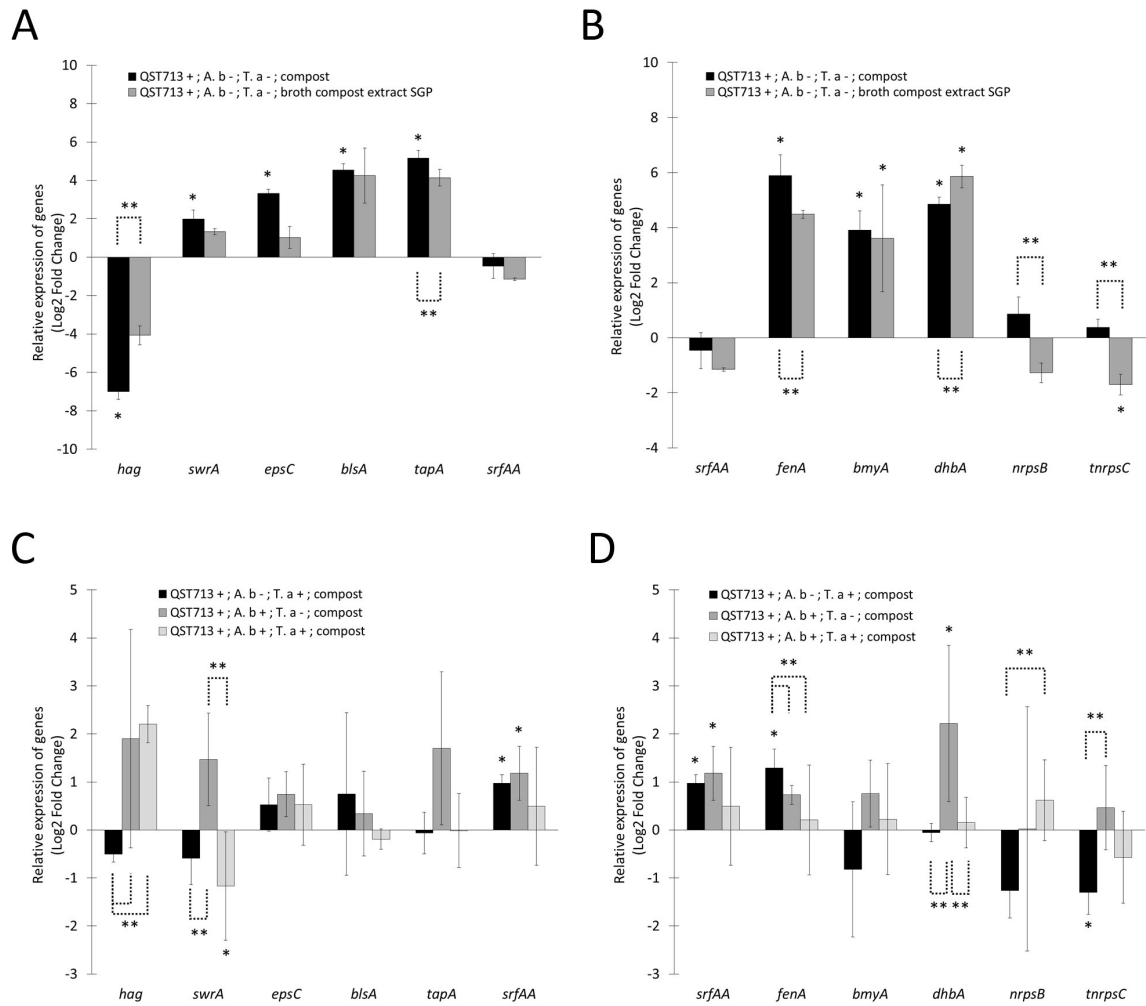 A
Relative expression of genes
(Log2 Fold Change)
10
8
6
4
2
0
-2
-4
-6
-8
-10
QST713 + ; A. b - ; T. a - ; compost
QST713 + ; A. b - ; T. a - ; broth compost extract SGP
**
*
*
*
*
*
**
hag
swrA
epsC
blsA
tapA
srfAA
B
Relative expression of genes
(Log2 Fold Change)
10
8
6
4
2
0
-2
-4
QST713 + ; A. b - ; T. a - ; compost
QST713 + ; A. b - ; T. a - ; broth compost extract SGP
*
**
*
*
*
*
**
**
**
*
srfAA
fenA
bmyA
dhbA
nrpsB
tnrpsC
C
Relative expression of genes
(Log2 Fold Change)
5
4
3
2
1
0
-1
-2
-3
QST713 + ; A. b - ; T. a + ; compost
QST713 + ; A. b + ; T. a - ; compost
QST713 + ; A. b + ; T. a + ; compost
**
**
**
*
*
*
hag
swrA
epsC
blsA
tapA
srfAA
D
Relative expression of genes
(Log2 Fold Change)
5
4
3
2
1
0
-1
-2
-3
QST713 + ; A. b - ; T. a + ; compost
QST713 + ; A. b + ; T. a - ; compost
QST713 + ; A. b + ; T. a + ; compost
*
*
**
*
*
** **
**
**
*
srfAA
fenA
bmyA
dhbA
nrpsB
tnrpsC